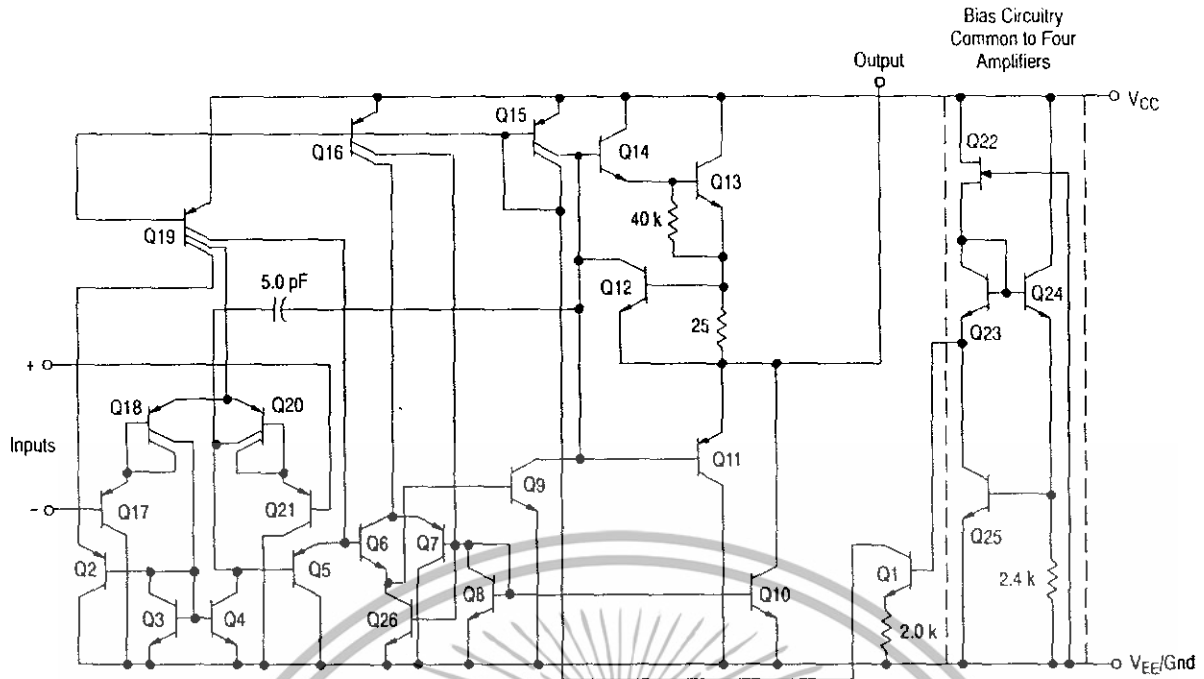 Bias Circuitry
Common to Four
Amplifiers
Output
VCC
Q15
Q16
Q14
Q22
Q13
40 k
Q19
5.0 pF
Q12
Q24
25
Q23
+
Q18
Q20
Inputs
Q11
Q9
-
Q17
Q21
Q6
Q7
Q25
Q2
Q5
Q8
Q10
Q1
2.4 k
Q3
Q4
Q26
2.0 k
VEE/Gnd